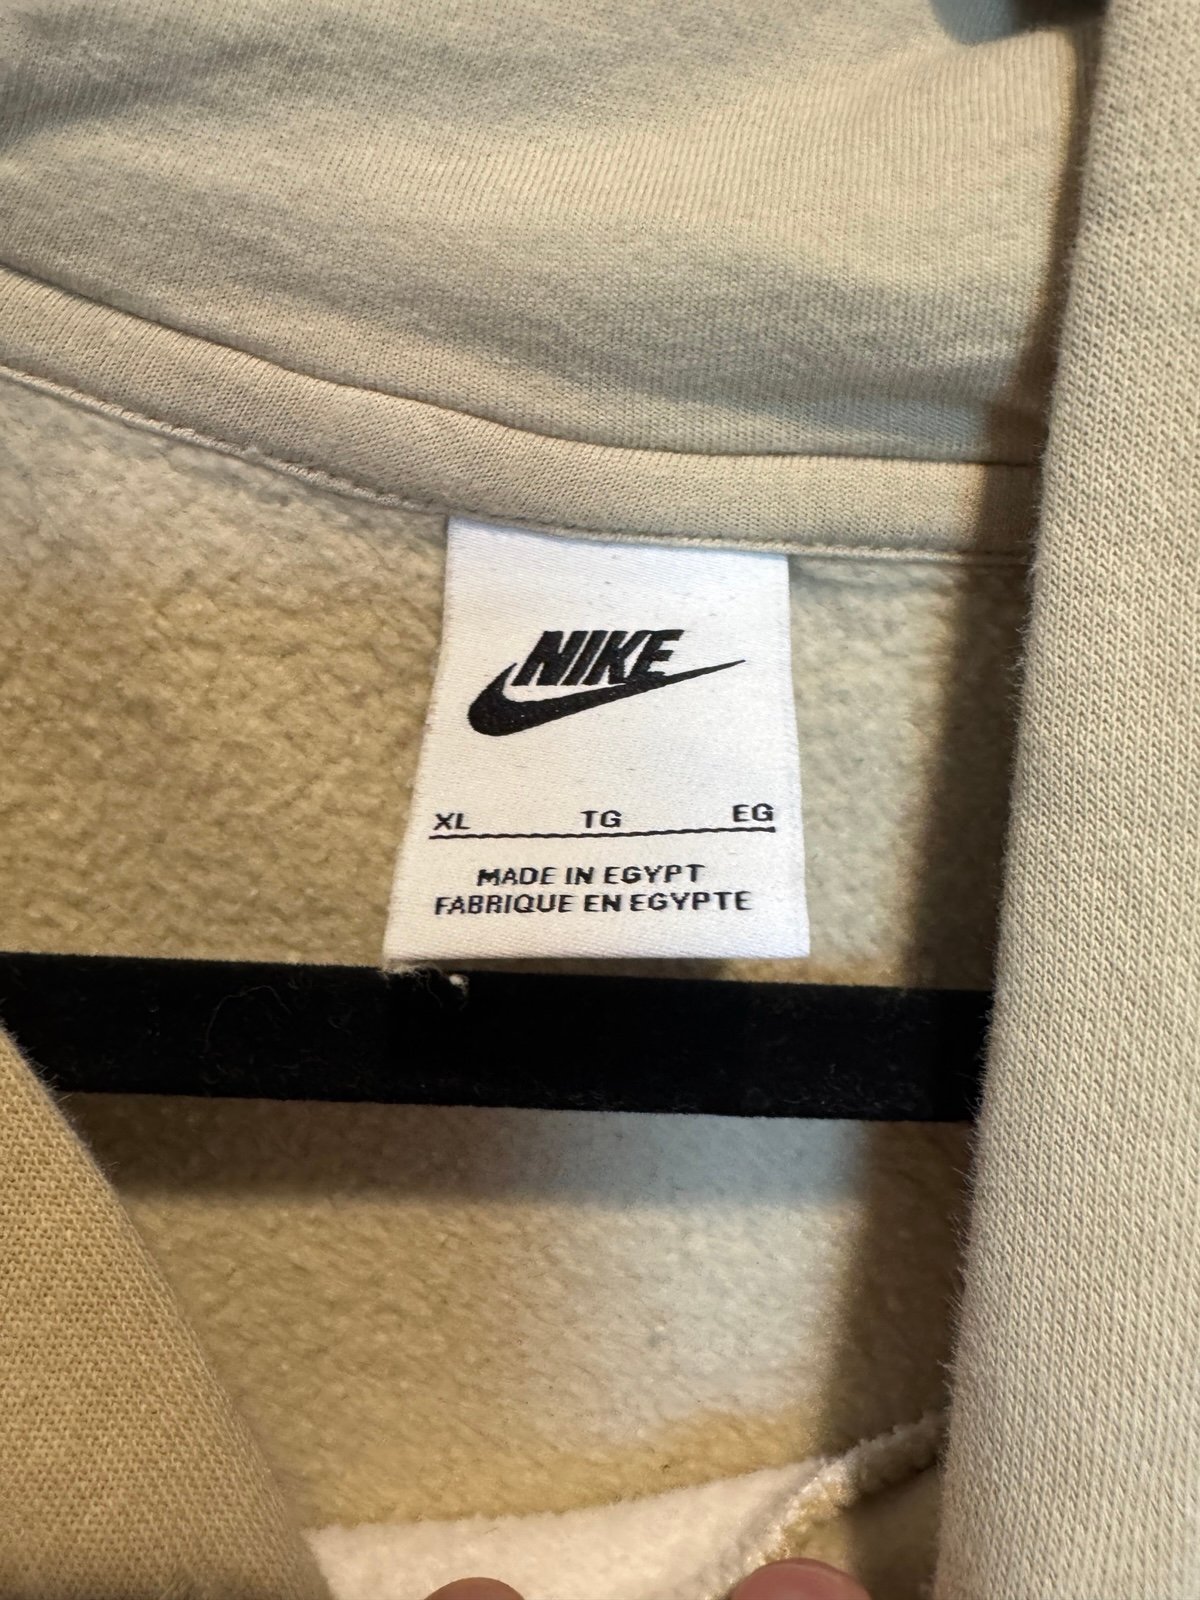 NIKE
XL TG EG
MADE IN EGYPT
FABRIQUE EN EGYPTE